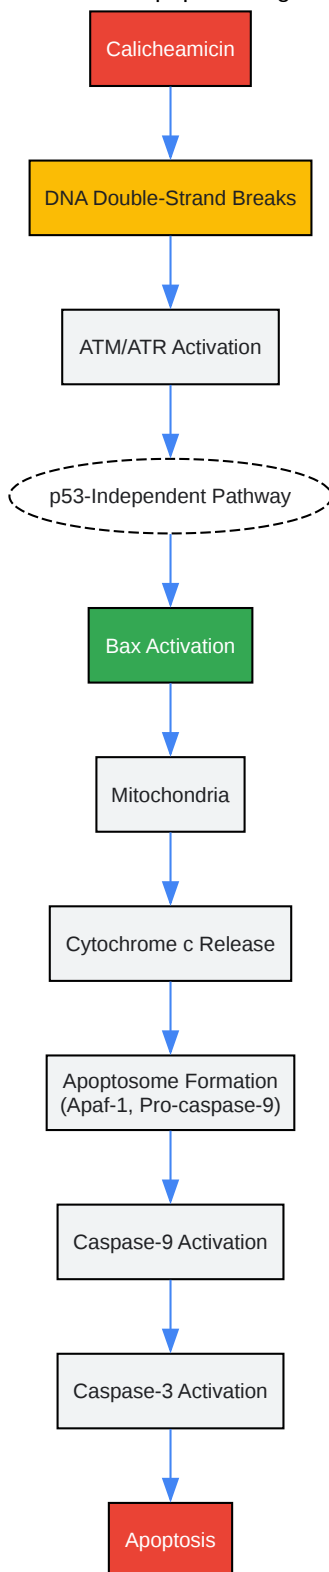 Calicheamicin
DNA Double-Strand Breaks
ATM/ATR Activation
p53-Independent Pathway
Bax Activation
Mitochondria
Cytochrome c Release
Apoptosome Formation
(Apaf-1, Pro-caspase-9)
Caspase-9 Activation
Caspase-3 Activation
Apoptosis